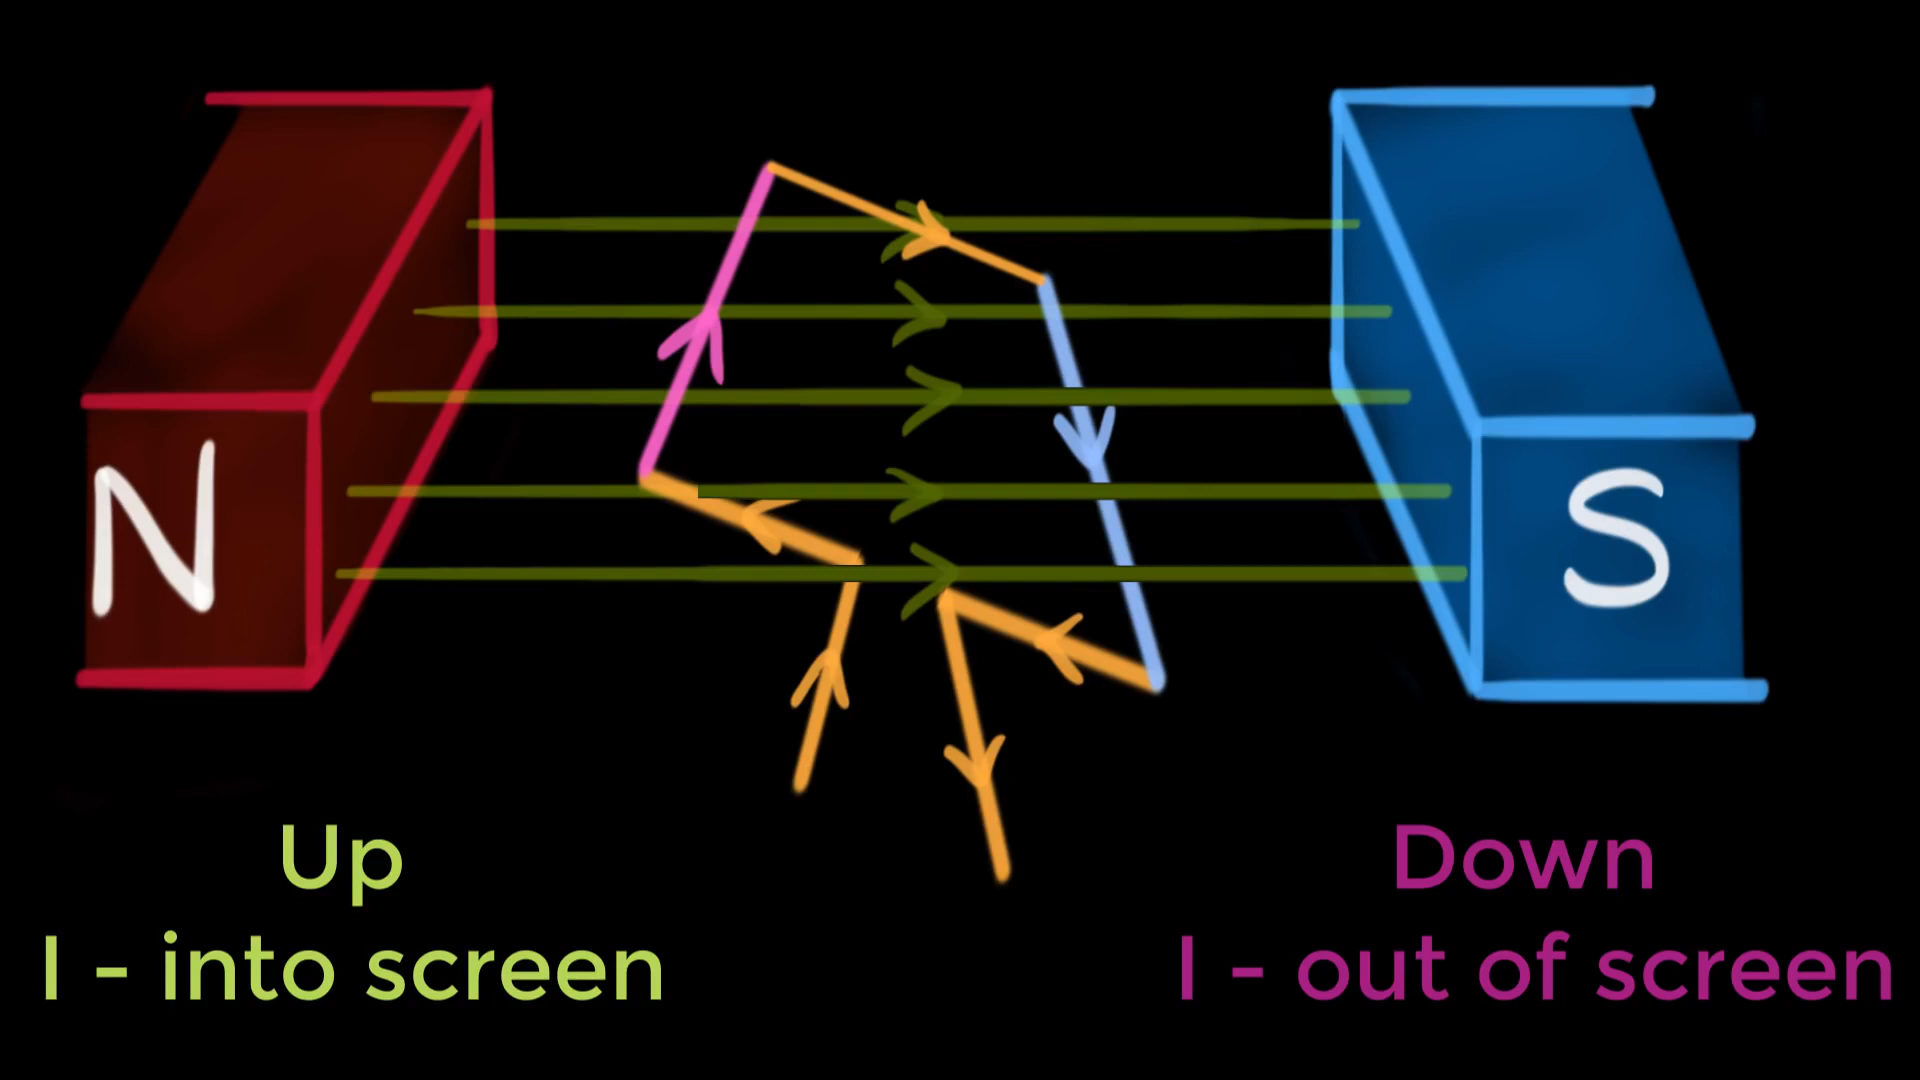 N
S
Up
I - into screen
Down
I - out of screen